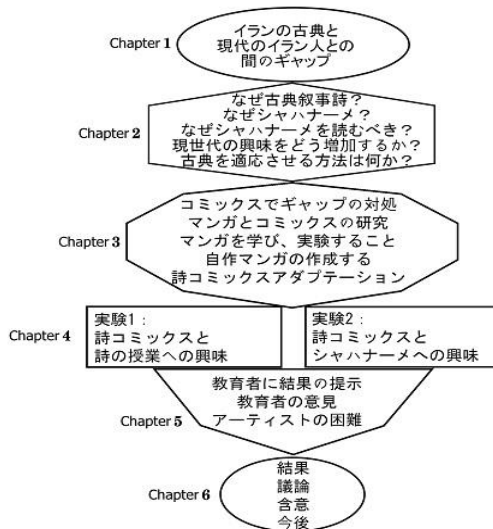 Chapter 1
イランの古典と
現代のイラン人との
間のギャップ
Chapter 2
なぜ古典叙事詩？
なぜシャハナーメ？
なぜシャハナーメを読むべき？
現世代の興味をどう増加するか？
古典を適応させる方法は何か？
Chapter 3
コミックスでギャップの対処
マンガとコミックスの研究
マンガを学び、実験すること
自作マンガの作成する
詩コミックスアダプテーション
Chapter 4
実験1：
詩コミックスと
詩の授業への興味
実験2：
詩コミックスと
シャハナーメへの興味
Chapter 5
教育者に結果の提示
教育者の意見
アーティストの困難
Chapter 6
結果
議論
含意
今後